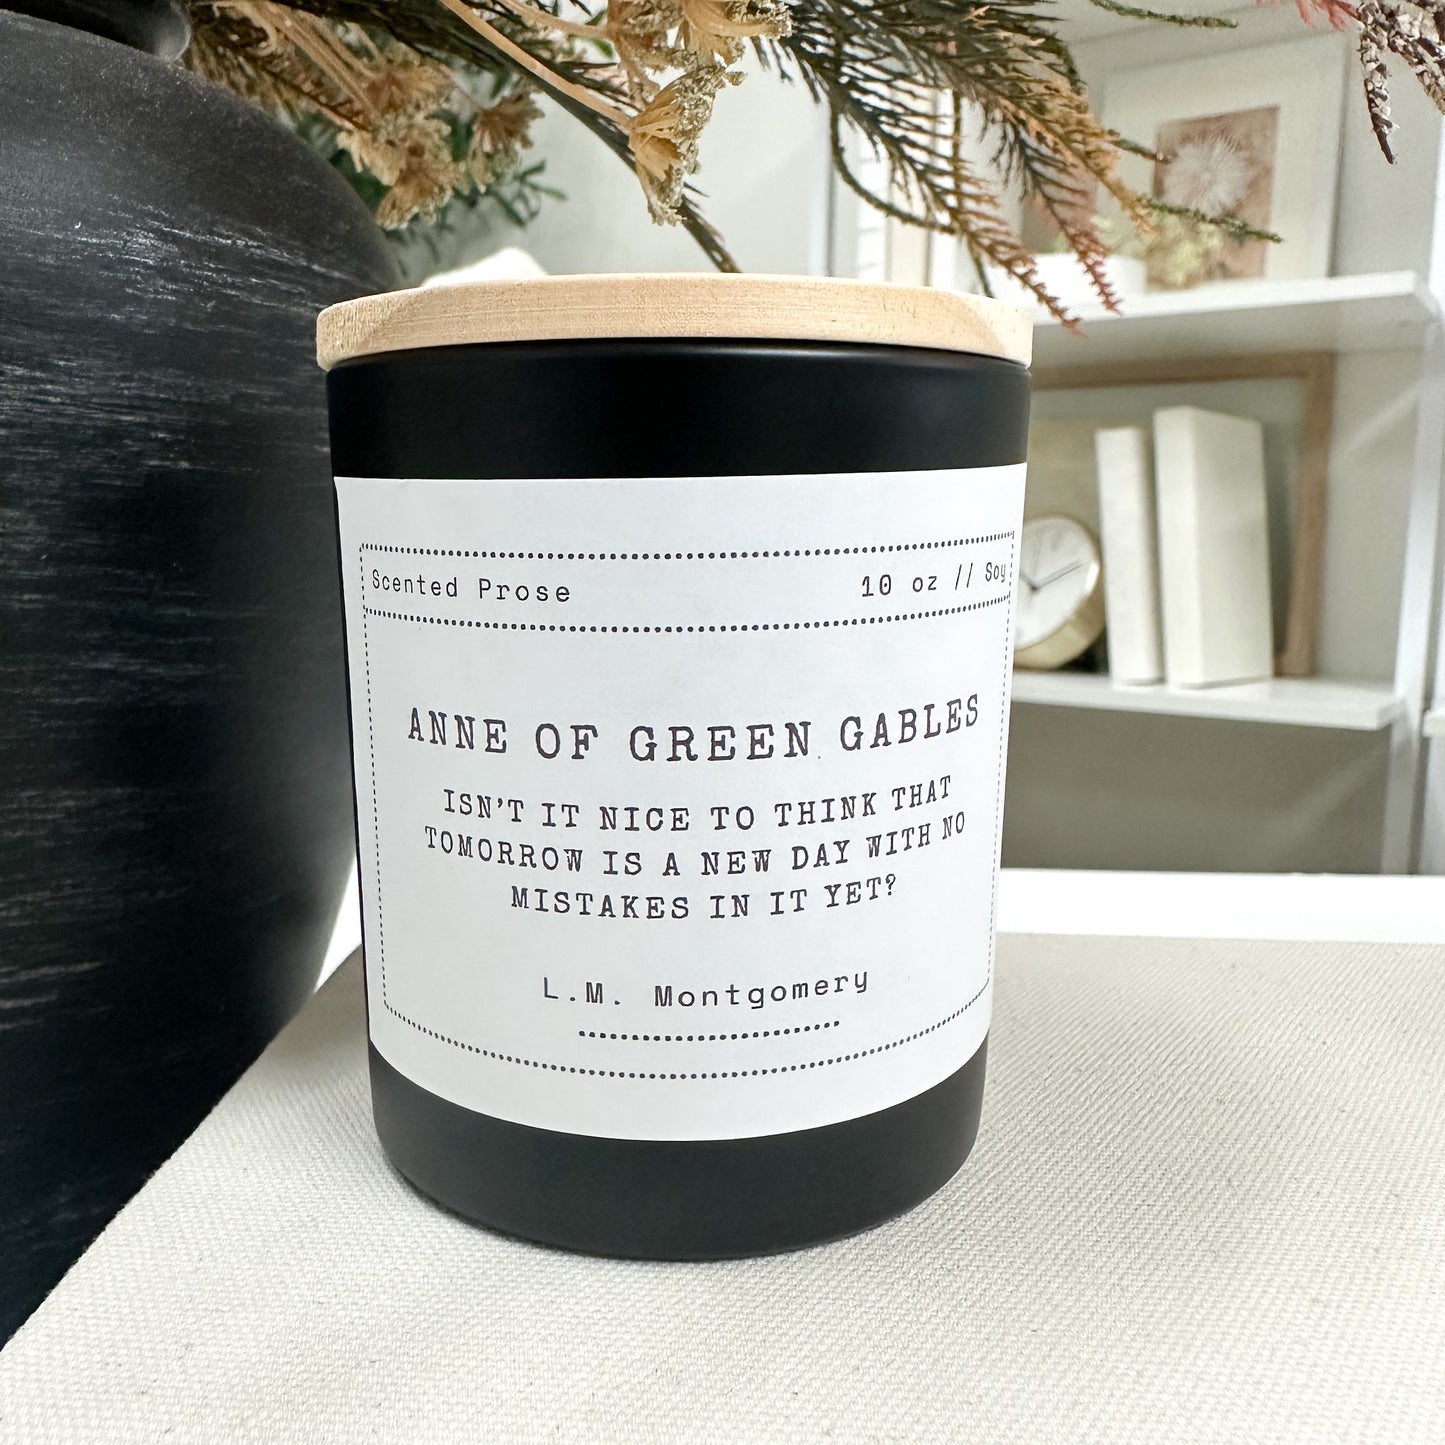 Scented Prose
10 oz // Soy
ANNE OF GREEN GABLES
ISN'T IT NICE TO THINK THAT
TOMORROW IS A NEW DAY WITH NO
MISTAKES IN IT YET?
L.M. Montgomery